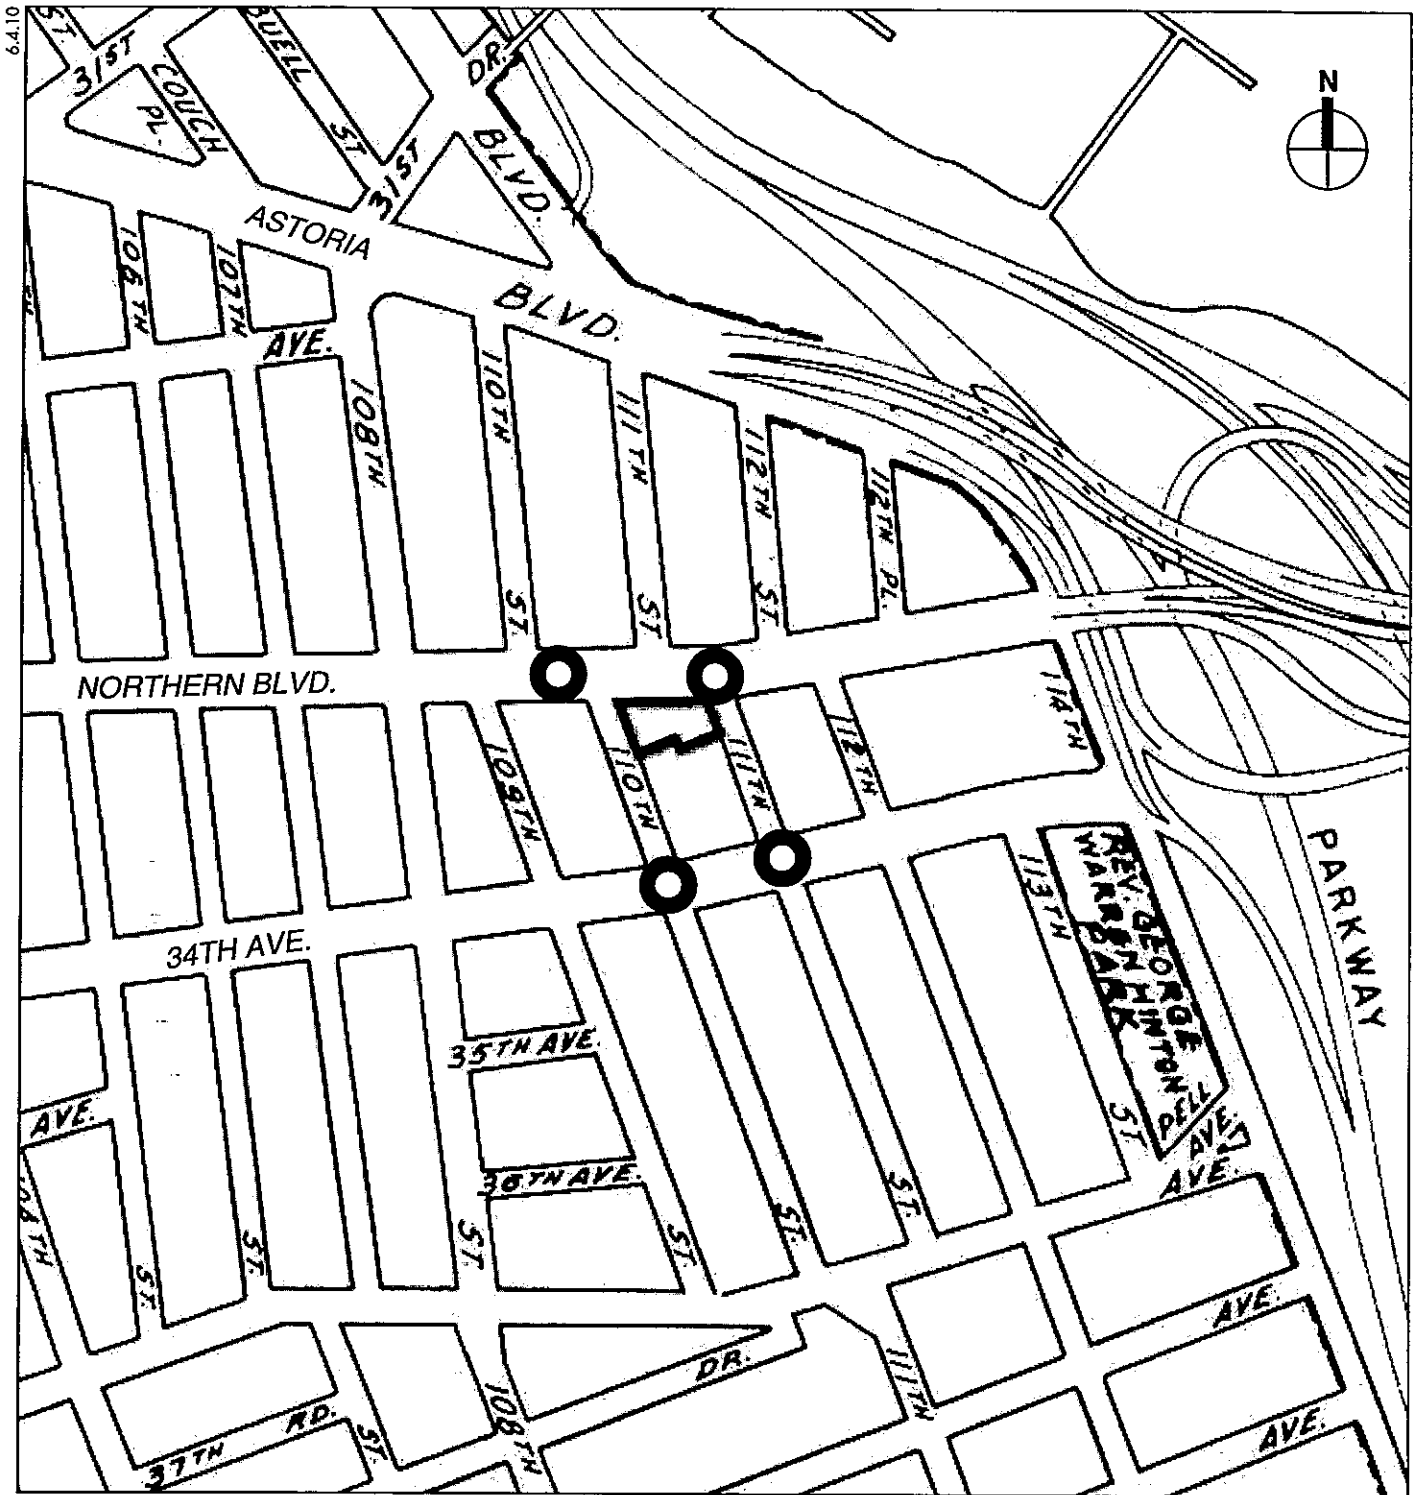 6.4.10
N
ST.
31ST
COUCH
PL.
BUELL
ST
31ST
DR.
BLVD.
ASTORIA
BLVD.
106TH
107TH
AVE.
108TH
110TH
ST.
111TH
ST
112TH
ST.
112TH PL.
NORTHERN BLVD.
109TH
110TH
111TH
112TH
114TH
34TH AVE.
113TH
ST
REV. GEORGE
WARREN HINTON
PARK
PARKWAY
35TH AVE.
AVE.
36TH AVE.
PELL
AVE.
AVE.
ST.
ST.
ST.
ST.
ST.
ST.
AVE.
DR.
111TH
108TH
37TH RD.
ST.
AVE.